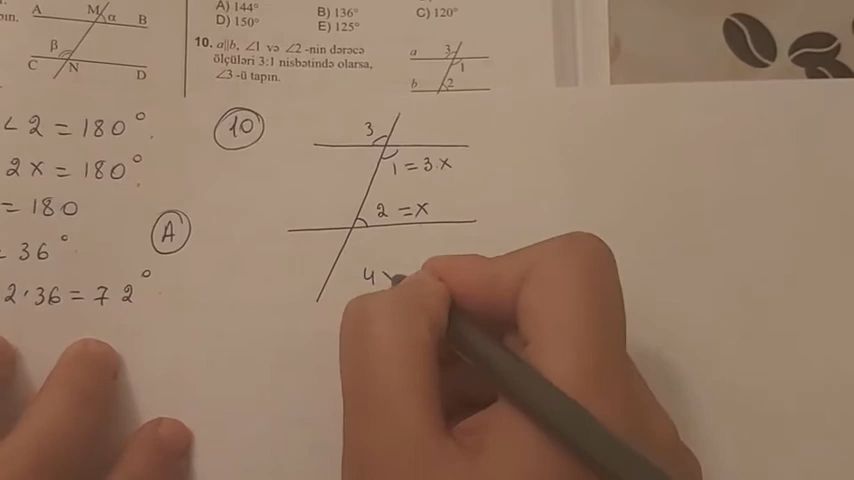 A M α B
β
C N D
A) 144° B) 136° C) 120°
D) 150° E) 125°
10. a∥b, ∠1 və ∠2 -nin dərəcə
ölçüləri 3:1 nisbətində olarsa,
∠3 -ü tapın.
a 3
1
b 2
< 2 = 180°.
2x = 180°
= 180
= 36°
2·36 = 72°
A
10
3
1 = 3·x
2 = x
4